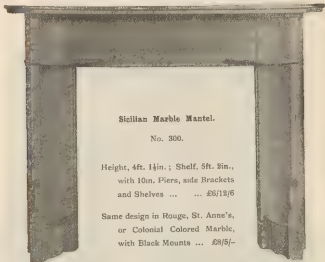 Sicilian Marble Mantel.
No. 300.
Height, 4ft. 1½in.; Shelf, 5ft. 3in.,
with 10in. Piers, side Brackets
and Shelves ... ... £6/12/6
Same design in Rouge, St. Anne's,
or Colonial Colored Marble,
with Black Mounts ... £8/5/-